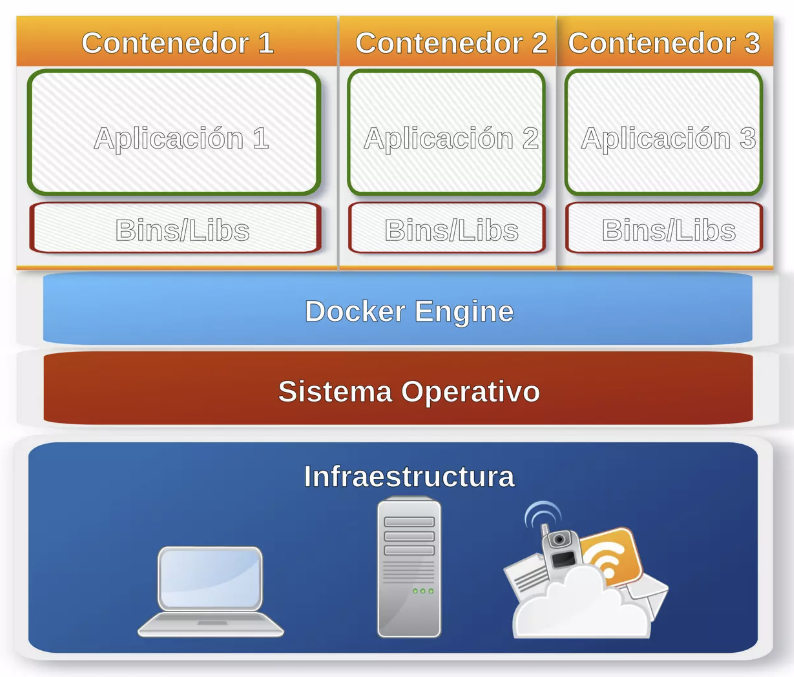 Contenedor 1
Contenedor 2
Contenedor 3
Aplicación 1
Aplicación 2
Aplicación 3
Bins/Libs
Bins/Libs
Bins/Libs
Docker Engine
Sistema Operativo
Infraestructura